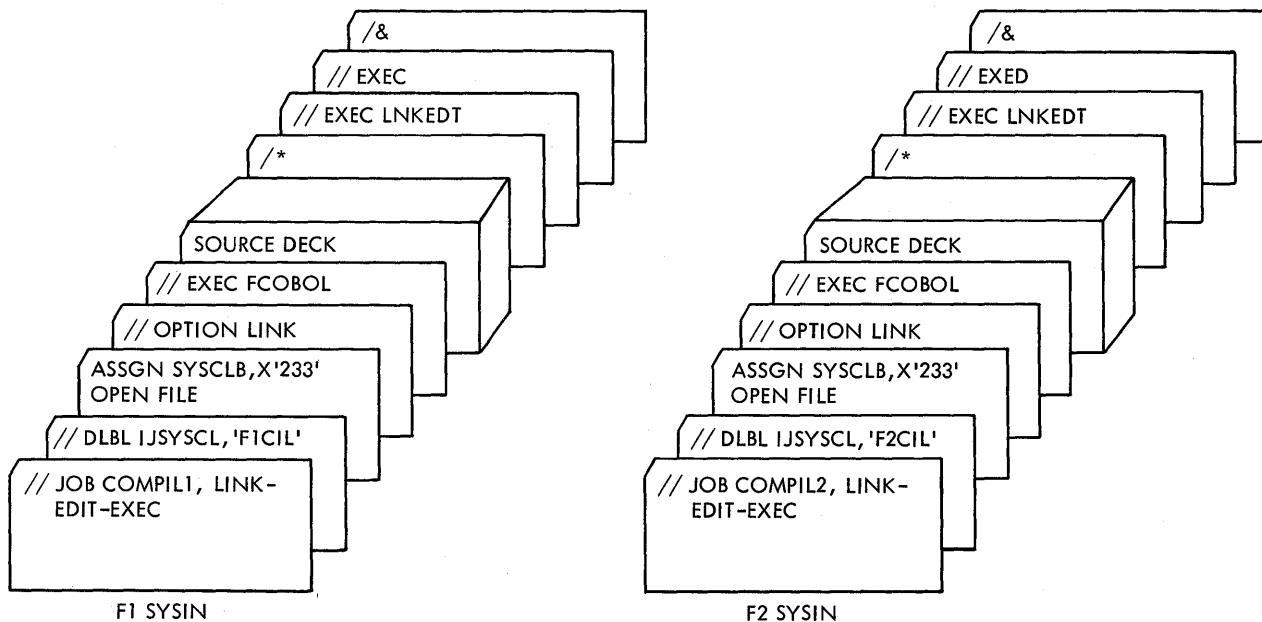 /&
// EXEC
// EXEC LNKEDT
/*
SOURCE DECK
// EXEC FCOBOL
// OPTION LINK
ASSGN SYSCLB,X'233'
OPEN FILE
// DLBL IJSYSCL,'F1CIL'
// JOB COMPIL1, LINK-
EDIT-EXEC
F1 SYSIN
/&
// EXED
// EXEC LNKEDT
/*
SOURCE DECK
// EXEC FCOBOL
// OPTION LINK
ASSGN SYSCLB,X'233'
OPEN FILE
// DLBL IJSYSCL,'F2CIL'
// JOB COMPIL2, LINK-
EDIT-EXEC
F2 SYSIN